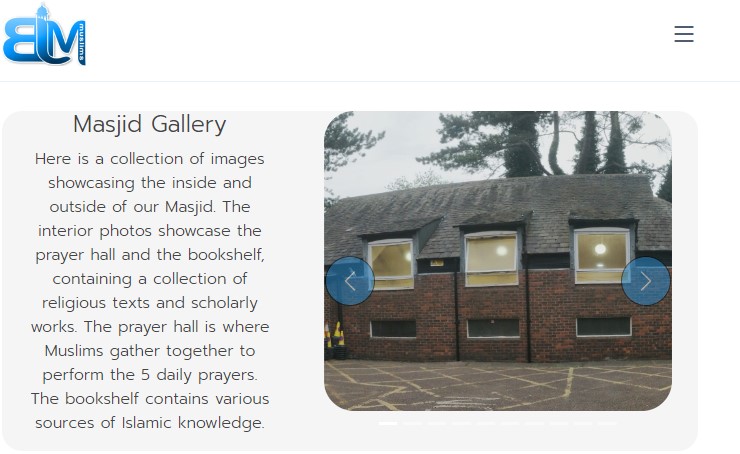 BLM
muslims
Masjid Gallery
Here is a collection of images
showcasing the inside and
outside of our Masjid. The
interior photos showcase the
prayer hall and the bookshelf,
containing a collection of
religious texts and scholarly
works. The prayer hall is where
Muslims gather together to
perform the 5 daily prayers.
The bookshelf contains various
sources of Islamic knowledge.